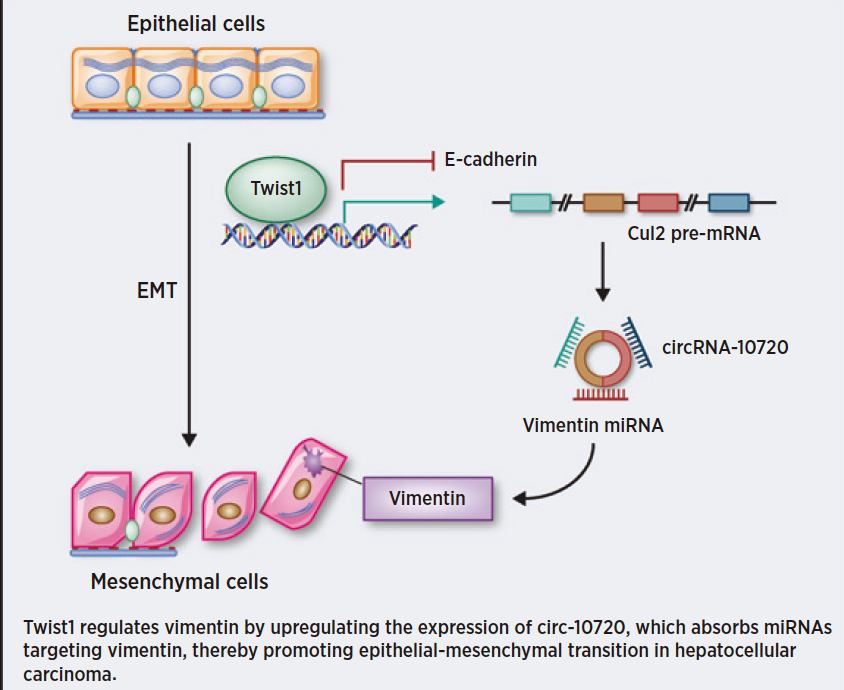 Epithelial cells
Twist1
E-cadherin
Cul2 pre-mRNA
EMT
circRNA-10720
Vimentin miRNA
Vimentin
Mesenchymal cells
Twist1 regulates vimentin by upregulating the expression of circ-10720, which absorbs miRNAs
targeting vimentin, thereby promoting epithelial-mesenchymal transition in hepatocellular
carcinoma.